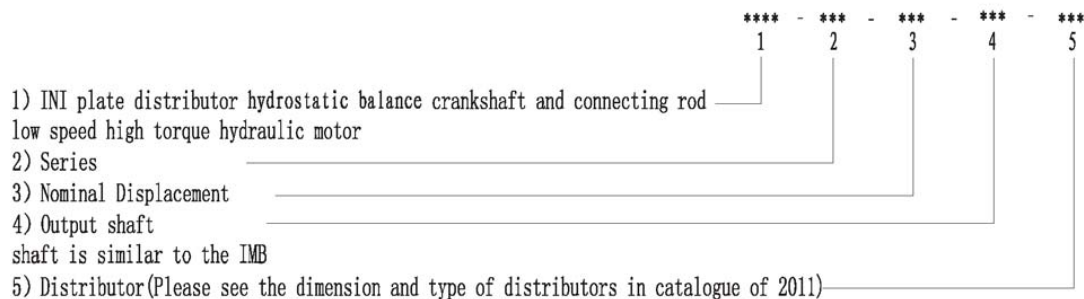 **** - *** - *** - *** - ***
1 2 3 4 5
1) INI plate distributor hydrostatic balance crankshaft and connecting rod
low speed high torque hydraulic motor
2) Series
3) Nominal Displacement
4) Output shaft
shaft is similar to the IMB
5) Distributor(Please see the dimension and type of distributors in catalogue of 2011)